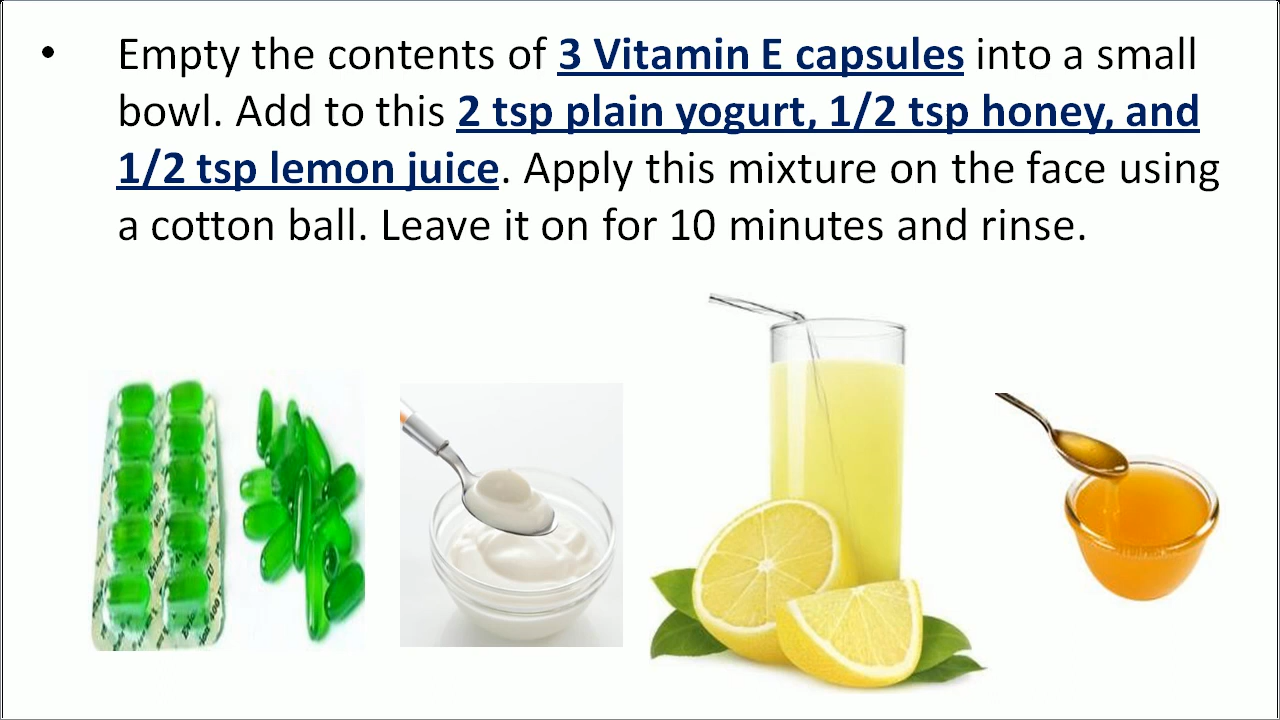 • Empty the contents of 3 Vitamin E capsules into a small
bowl. Add to this 2 tsp plain yogurt, 1/2 tsp honey, and
1/2 tsp lemon juice. Apply this mixture on the face using
a cotton ball. Leave it on for 10 minutes and rinse.